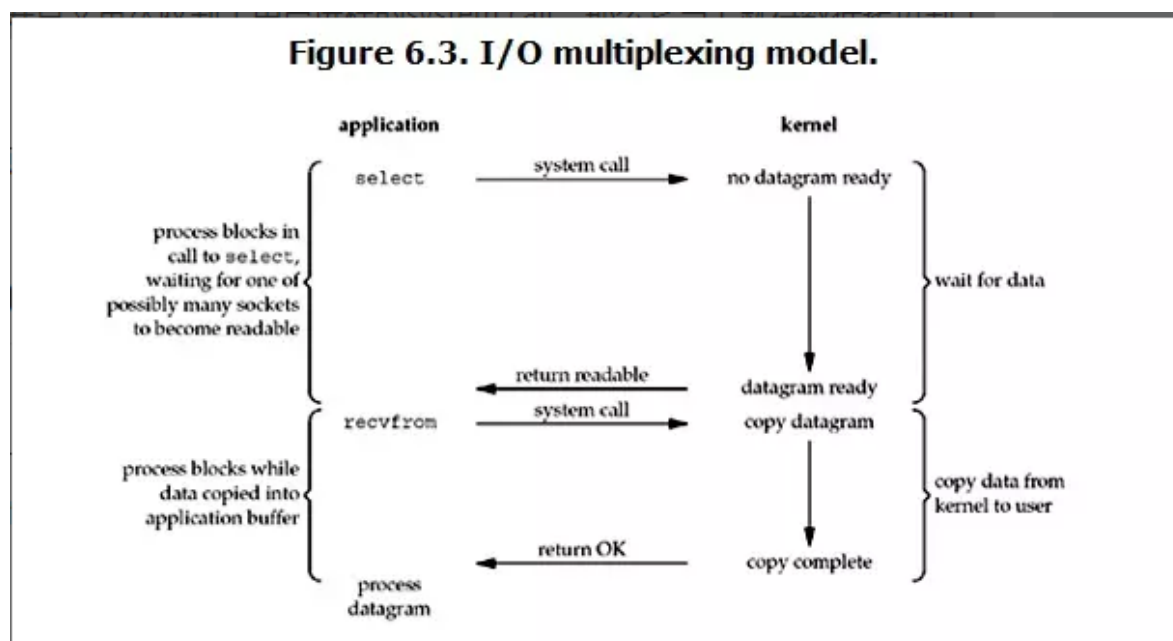 Figure 6.3. I/O multiplexing model.
application
kernel
select
system call
no datagram ready
process blocks in
call to select,
waiting for one of
possibly many sockets
to become readable
wait for data
return readable
datagram ready
recvfrom
system call
copy datagram
process blocks while
data copied into
application buffer
copy data from
kernel to user
return OK
copy complete
process
datagram